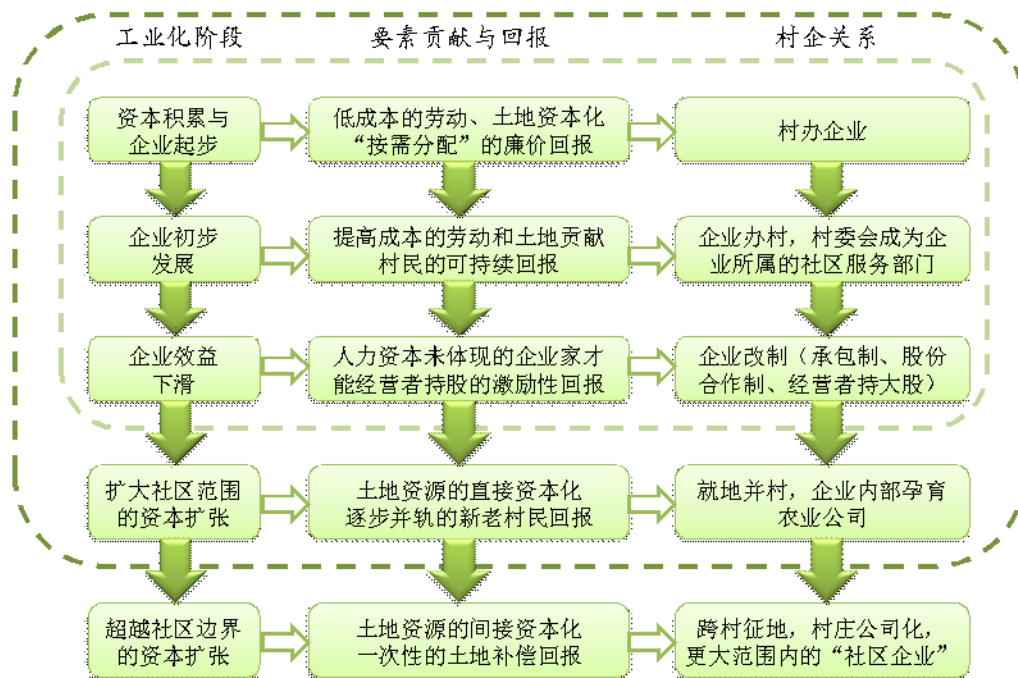 工业化阶段
要素贡献与回报
村企关系
资本积累与
企业起步
低成本的劳动、土地资本化
“按需分配”的廉价回报
村办企业
企业初步
发展
提高成本的劳动和土地贡献
村民的可持续回报
企业办村，村委会成为企
业所属的社区服务部门
企业效益
下滑
人力资本未体现的企业家才
能经营者持股的激励性回报
企业改制（承包制、股份
合作制、经营者持大股）
扩大社区范围
的资本扩张
土地资源的直接资本化
逐步并轨的新老村民回报
就地并村，企业内部孕育
农业公司
超越社区边界
的资本扩张
土地资源的间接资本化
一次性的土地补偿回报
跨村征地，村庄公司化，
更大范围内的“社区企业”